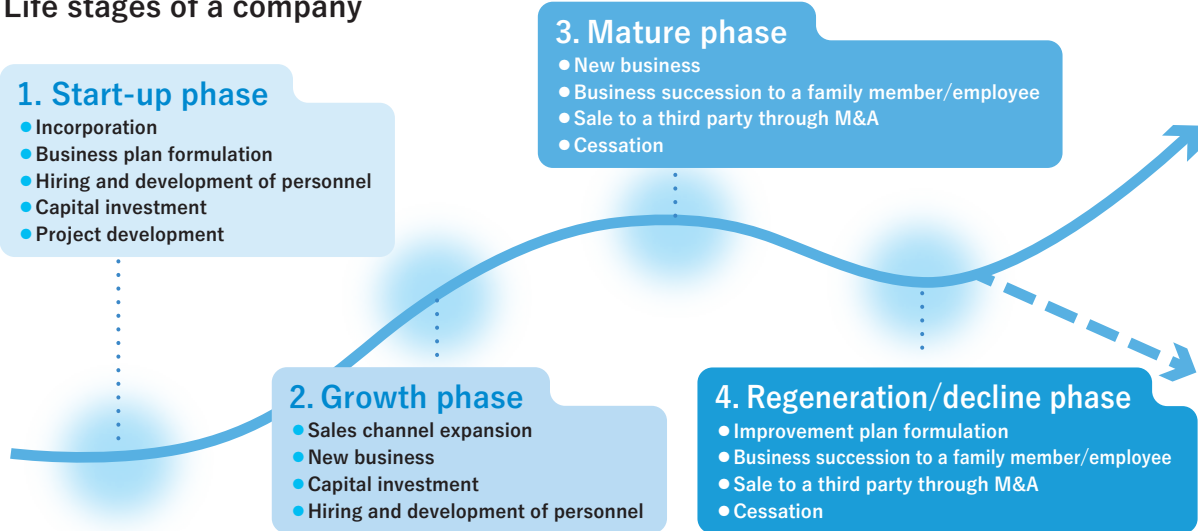 Life stages of a company
1. Start-up phase
● Incorporation
● Business plan formulation
● Hiring and development of personnel
● Capital investment
● Project development
2. Growth phase
● Sales channel expansion
● New business
● Capital investment
● Hiring and development of personnel
3. Mature phase
● New business
● Business succession to a family member/employee
● Sale to a third party through M&A
● Cessation
4. Regeneration/decline phase
● Improvement plan formulation
● Business succession to a family member/employee
● Sale to a third party through M&A
● Cessation